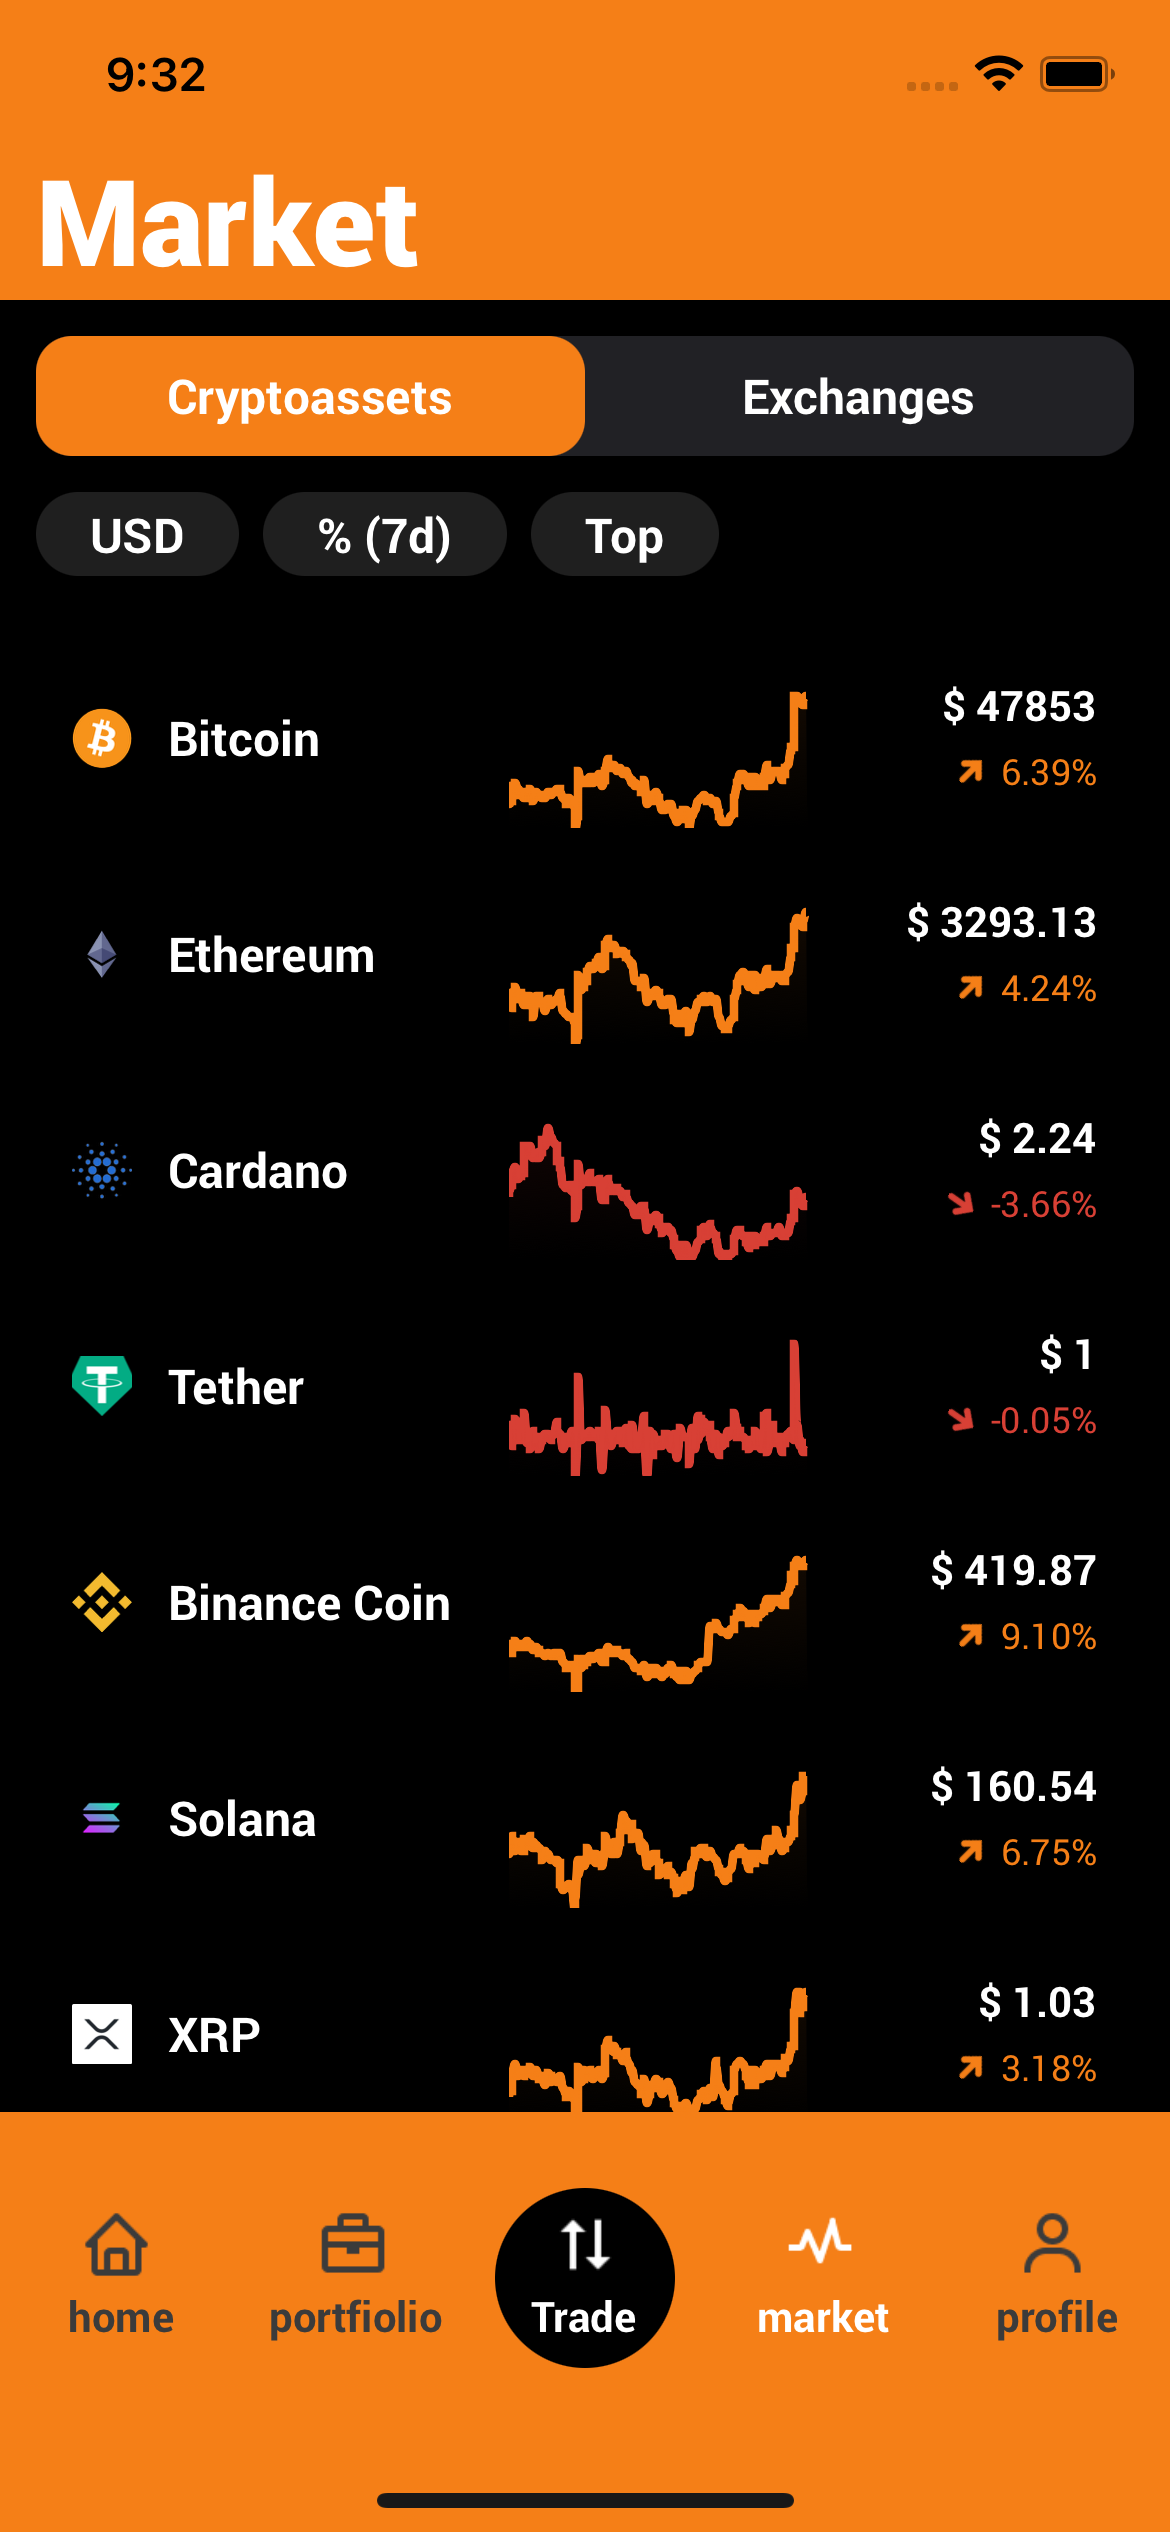 9:32
Market
Cryptoassets Exchanges
USD % (7d) Top
Bitcoin $ 47853
6.39%
Ethereum $ 3293.13
4.24%
Cardano $ 2.24
-3.66%
Tether $ 1
-0.05%
Binance Coin $ 419.87
9.10%
Solana $ 160.54
6.75%
XRP $ 1.03
3.18%
home portfiolio Trade market profile